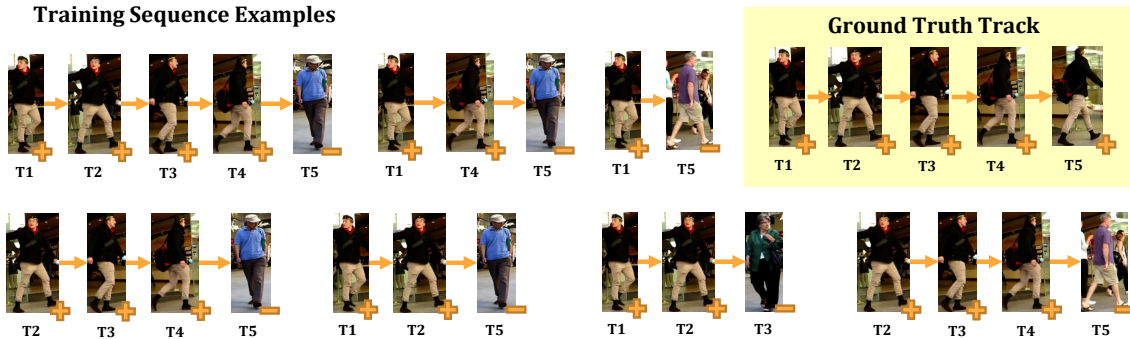 Training Sequence Examples
Ground Truth Track
T1 T2 T3 T4 T5
T1 T4 T5
T1 T5
T1 T2 T3 T4 T5
T2 T3 T4 T5
T1 T2 T5
T1 T2 T3
T2 T3 T4 T5